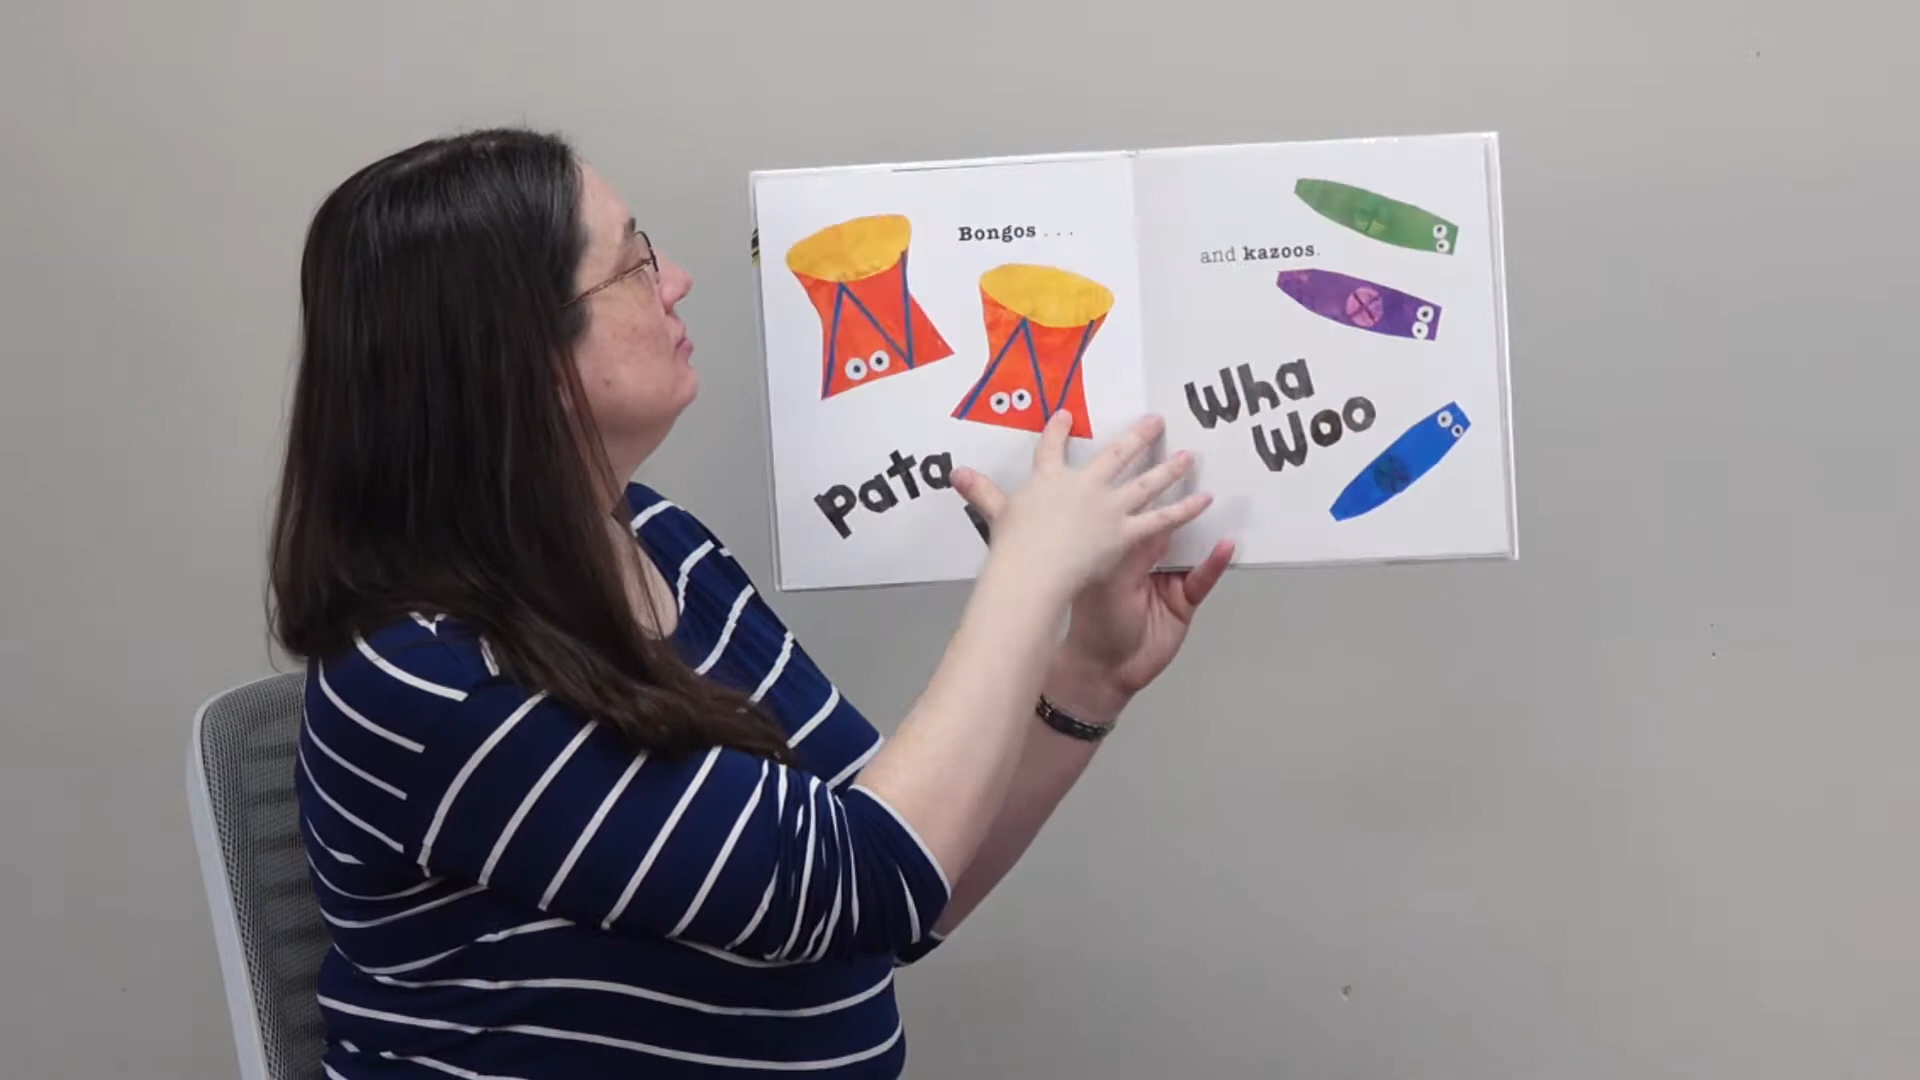 Bongos . . .
pata
and kazoos.
Wha
Woo